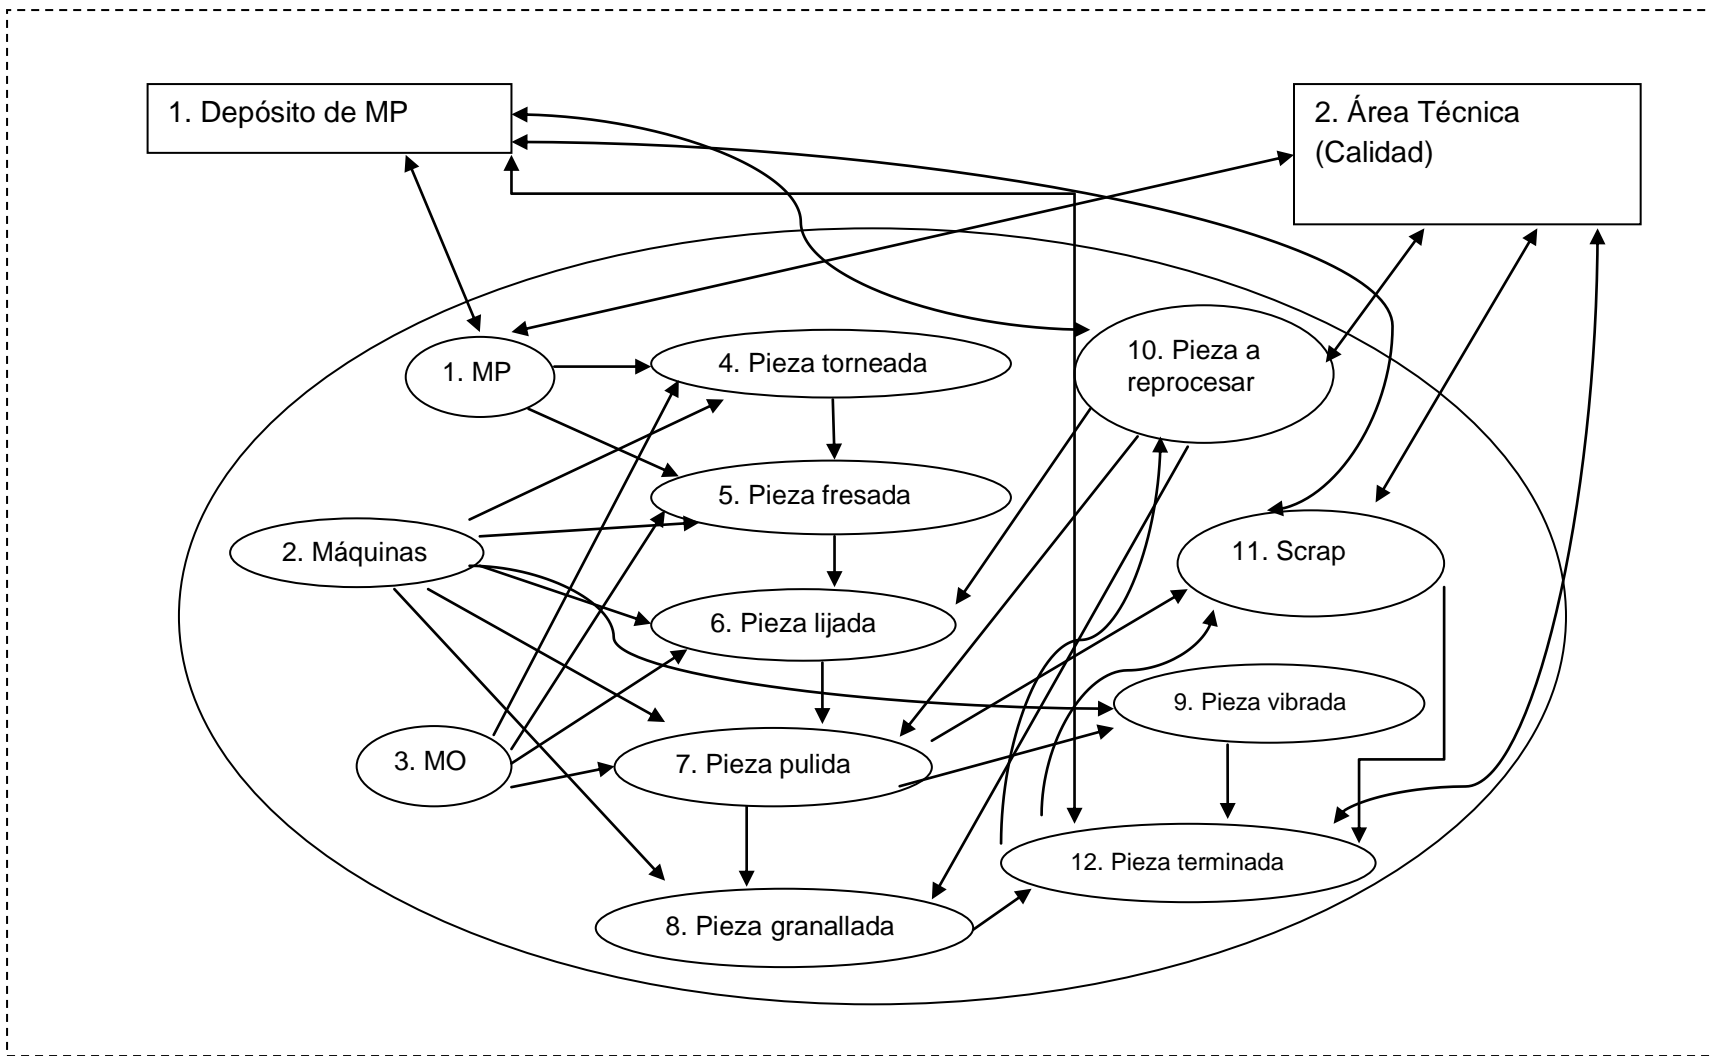 1. Depósito de MP
2. Área Técnica
(Calidad)
1. MP
4. Pieza torneada
10. Pieza a
reprocesar
5. Pieza fresada
2. Máquinas
11. Scrap
6. Pieza lijada
9. Pieza vibrada
3. MO
7. Pieza pulida
12. Pieza terminada
8. Pieza granallada